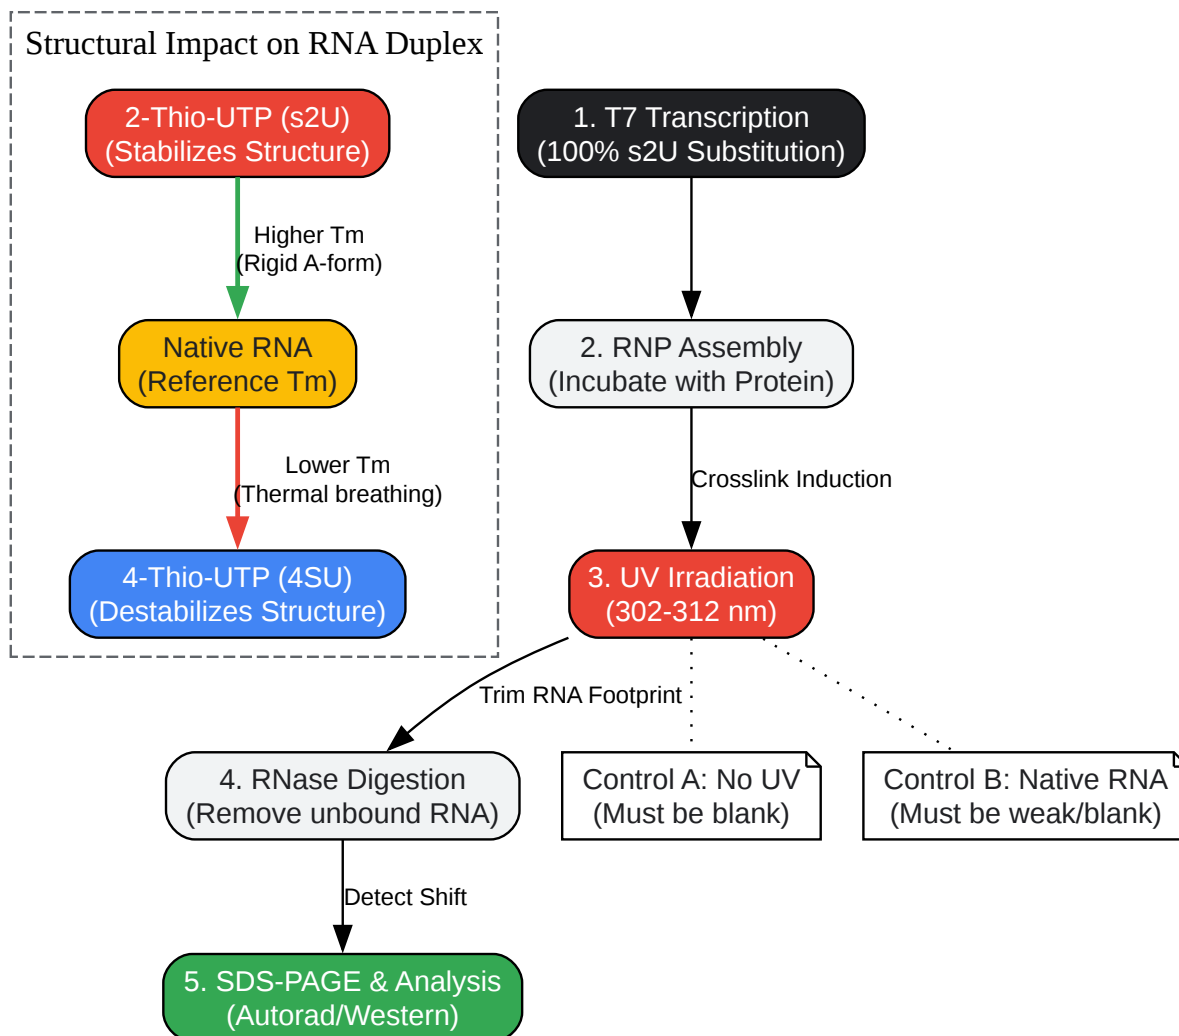 Structural Impact on RNA Duplex
2-Thio-UTP (s2U)
(Stabilizes Structure)
Higher Tm
(Rigid A-form)
Native RNA
(Reference Tm)
Lower Tm
(Thermal breathing)
4-Thio-UTP (4SU)
(Destabilizes Structure)
1. T7 Transcription
(100% s2U Substitution)
2. RNP Assembly
(Incubate with Protein)
Crosslink Induction
3. UV Irradiation
(302-312 nm)
Trim RNA Footprint
4. RNase Digestion
(Remove unbound RNA)
Control A: No UV
(Must be blank)
Control B: Native RNA
(Must be weak/blank)
Detect Shift
5. SDS-PAGE & Analysis
(Autorad/Western)